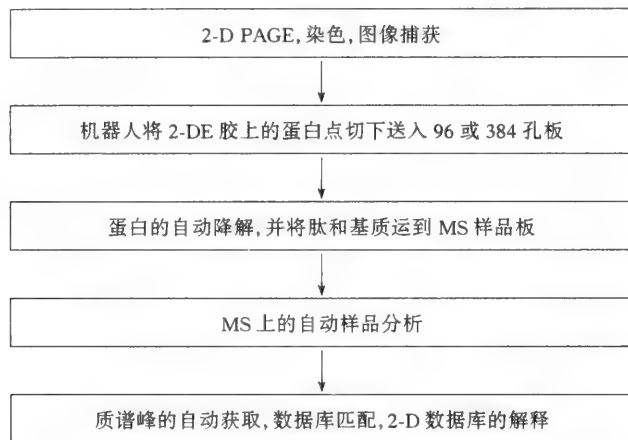 2-D PAGE,染色,图像捕获
机器人将 2-DE 胶上的蛋白点切下送入 96 或 384 孔板
蛋白的自动降解,并将肽和基质运到 MS 样品板
MS 上的自动样品分析
质谱峰的自动获取,数据库匹配,2-D 数据库的解释